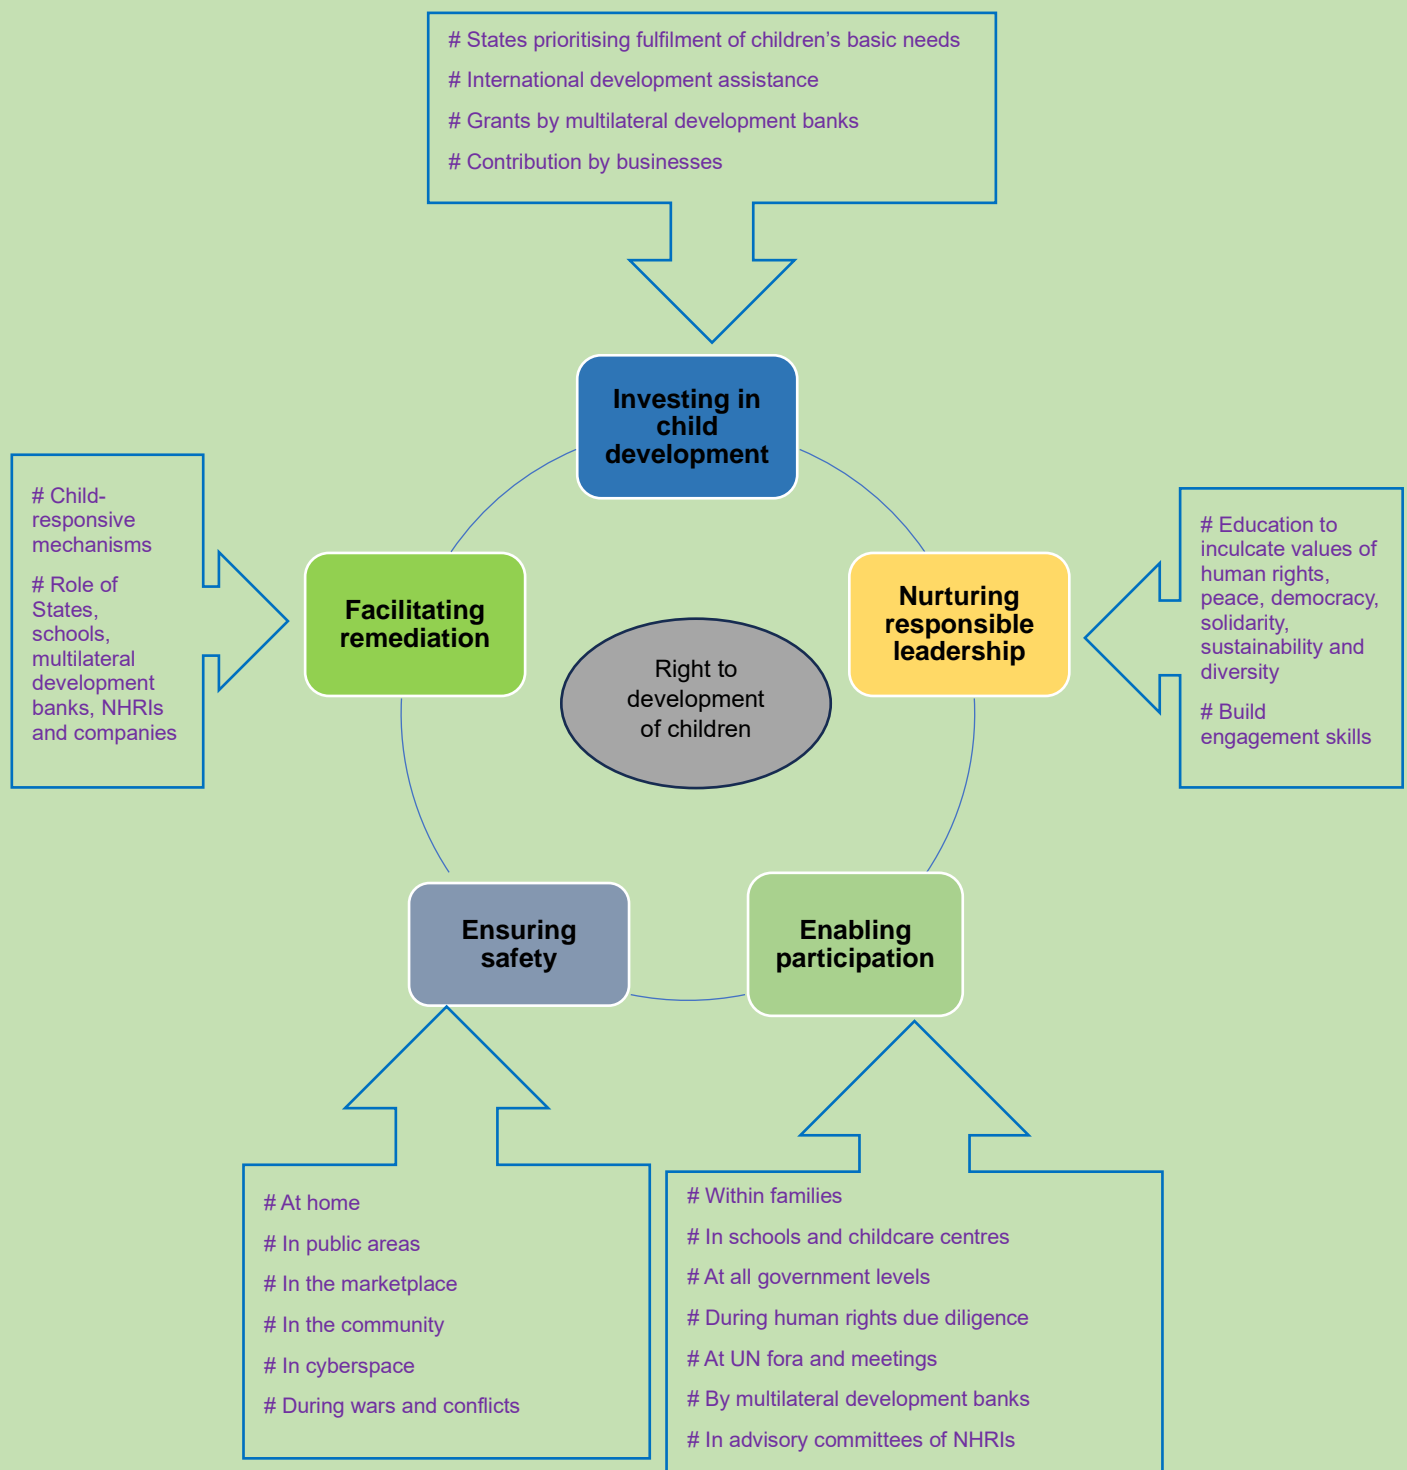 # States prioritising fulfilment of children’s basic needs
# International development assistance
# Grants by multilateral development banks
# Contribution by businesses
Investing in
child
development
# Child-
responsive
mechanisms
# Role of
States,
schools,
multilateral
development
banks, NHRIs
and companies
Facilitating
remediation
Nurturing
responsible
leadership
# Education to
inculcate values of
human rights,
peace, democracy,
solidarity,
sustainability and
diversity
# Build
engagement skills
Right to
development
of children
Ensuring
safety
Enabling
participation
# At home
# In public areas
# In the marketplace
# In the community
# In cyberspace
# During wars and conflicts
# Within families
# In schools and childcare centres
# At all government levels
# During human rights due diligence
# At UN fora and meetings
# By multilateral development banks
# In advisory committees of NHRIs